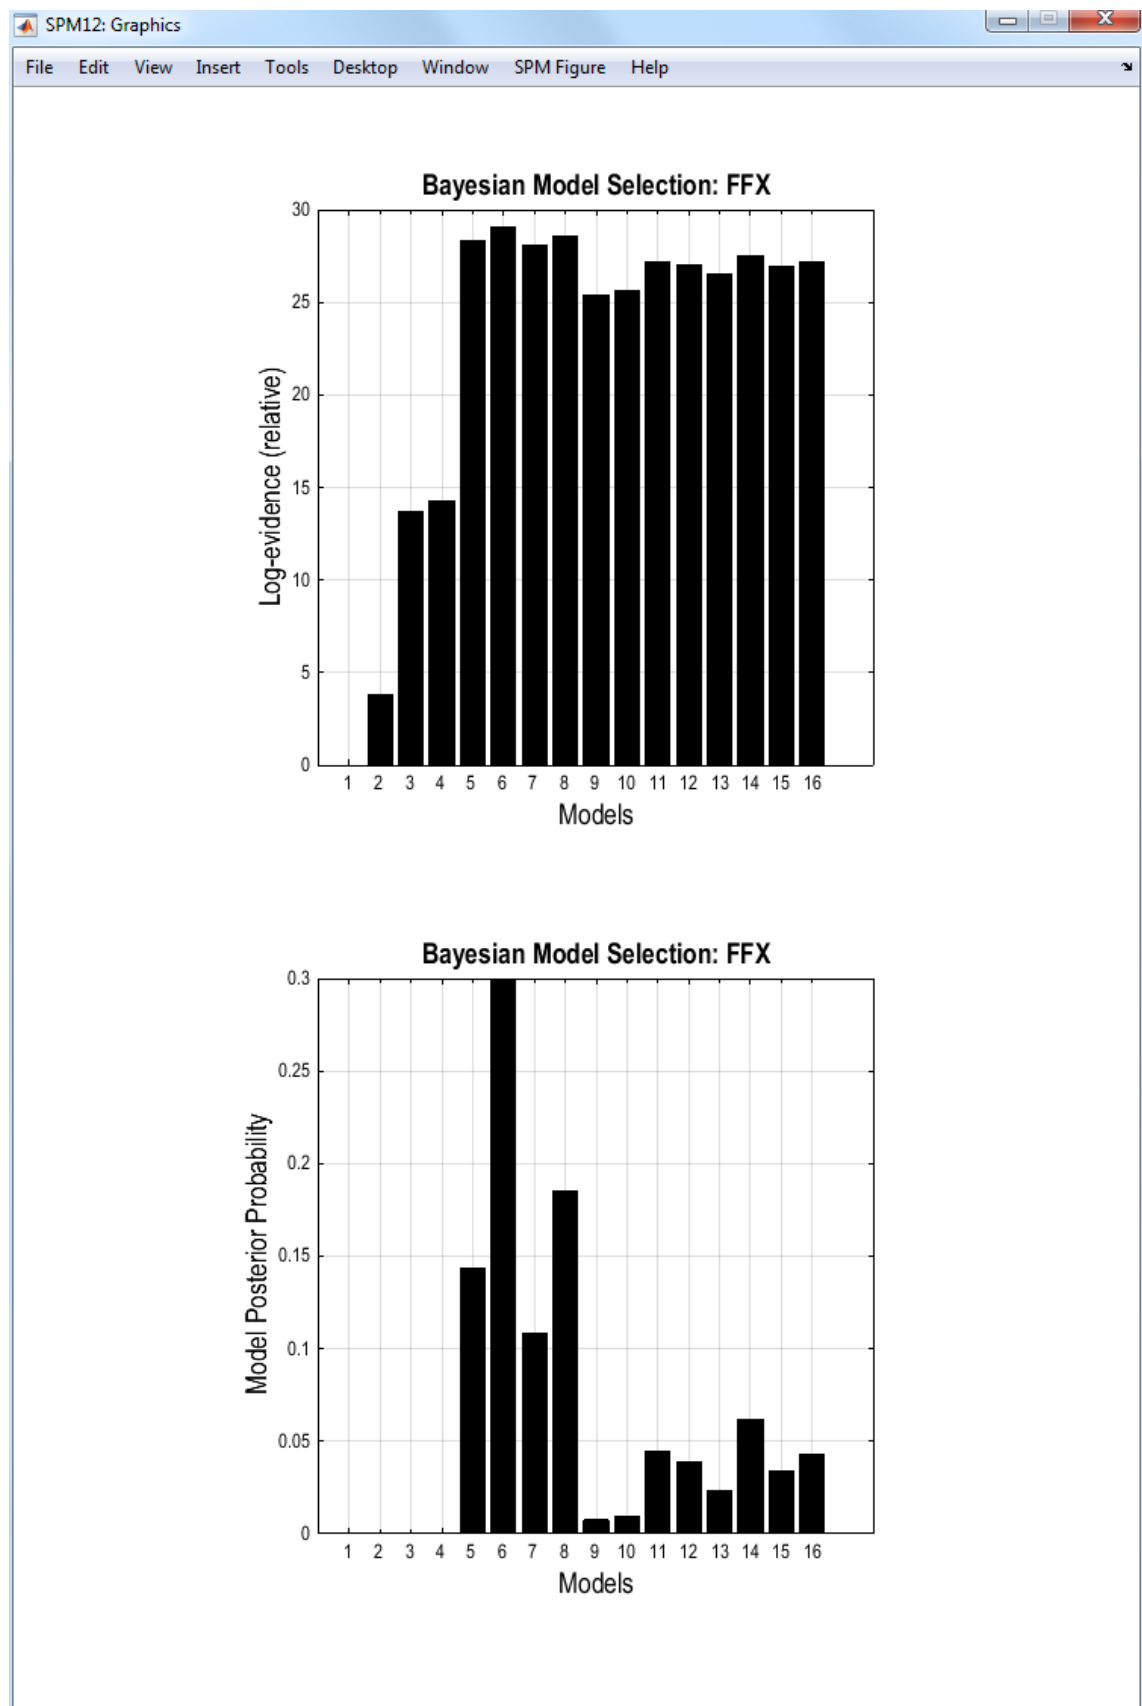 SPM12: Graphics
File Edit View Insert Tools Desktop Window SPM Figure Help
Bayesian Model Selection: FFX
30
25
20
15
10
5
0
Log-evidence (relative)
1 2 3 4 5 6 7 8 9 10 11 12 13 14 15 16
Models
Bayesian Model Selection: FFX
0.3
0.25
0.2
0.15
0.1
0.05
0
Model Posterior Probability
1 2 3 4 5 6 7 8 9 10 11 12 13 14 15 16
Models